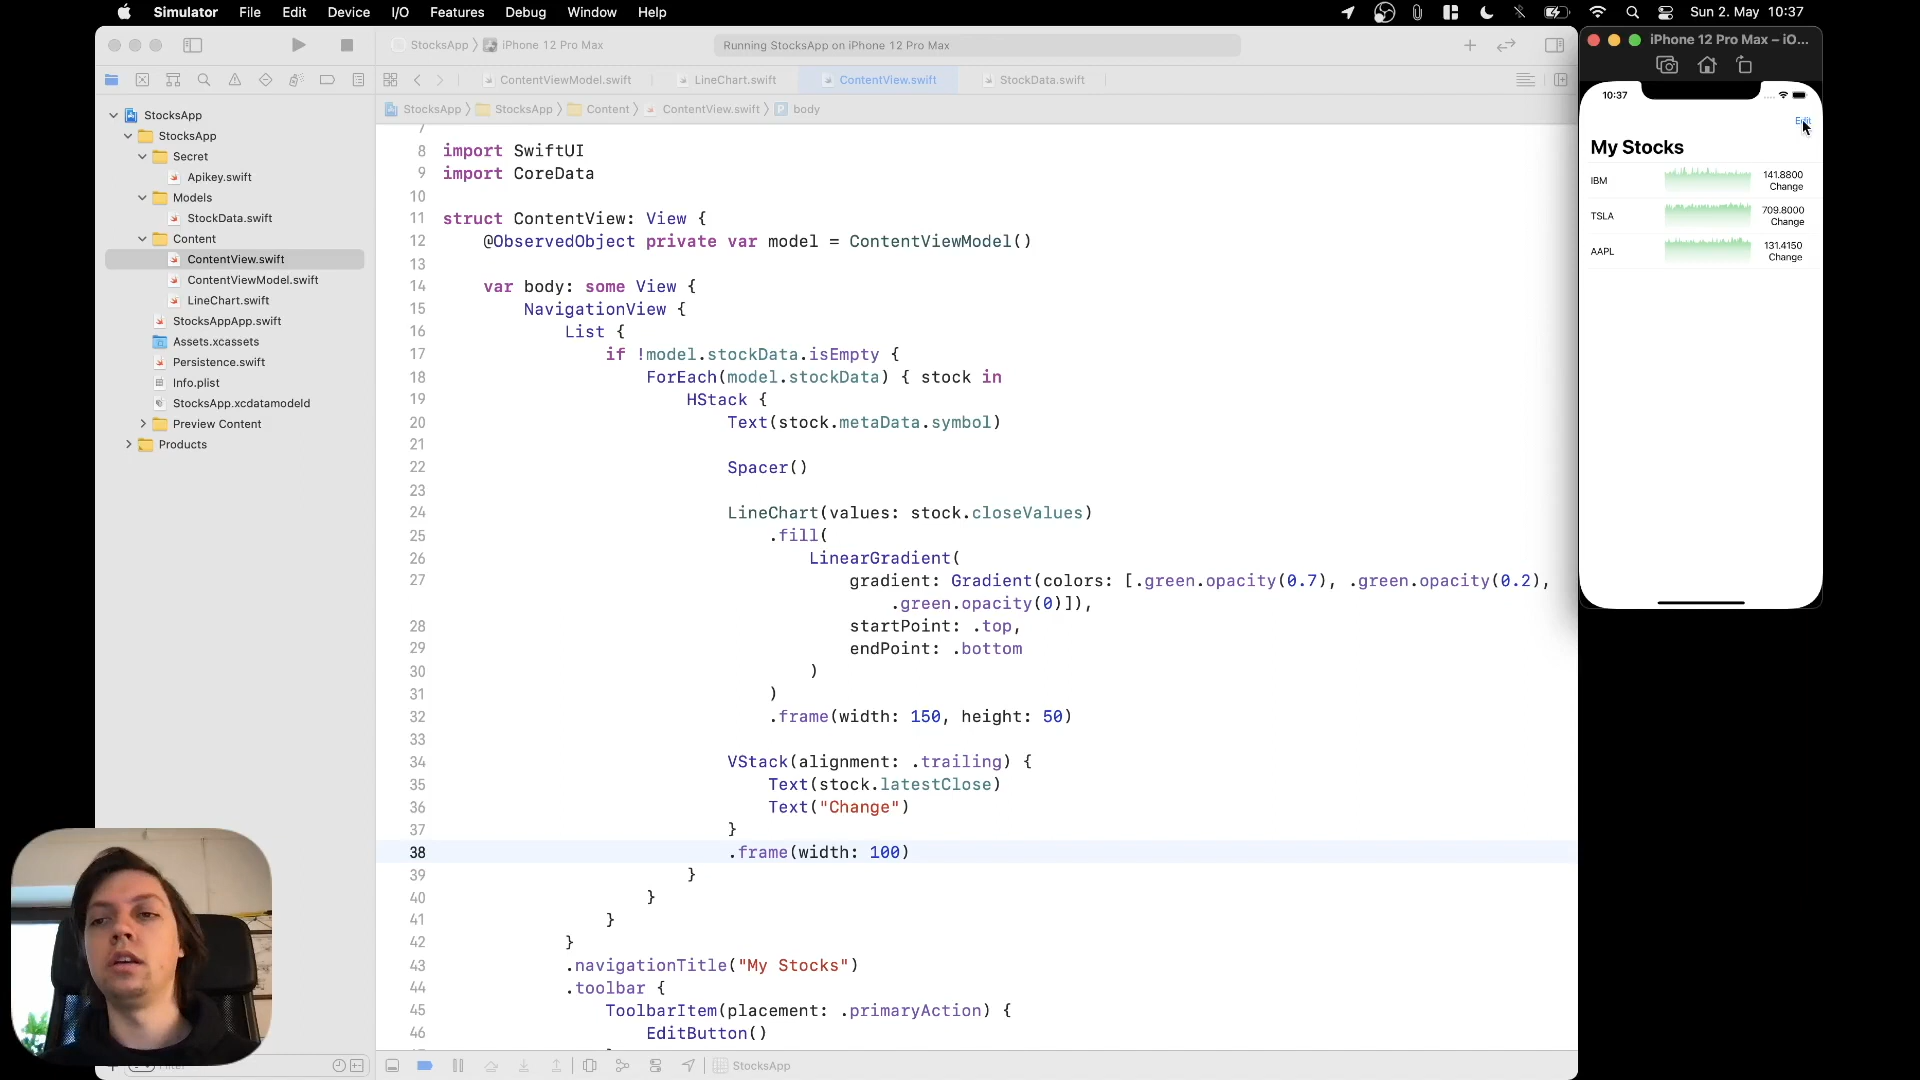 Simulator File Edit Device I/O Features Debug Window Help Sun 2. May 10:37
StocksApp iPhone 12 Pro Max Running StocksApp on iPhone 12 Pro Max
ContentViewModel.swift LineChart.swift ContentView.swift StockData.swift
StocksApp StocksApp Content ContentView.swift body
StocksApp
StocksApp
Secret
Apikey.swift
Models
StockData.swift
Content
ContentView.swift
ContentViewModel.swift
LineChart.swift
StocksAppApp.swift
Assets.xcassets
Persistence.swift
Info.plist
StocksApp.xcdatamodeld
Preview Content
Products
7
8 import SwiftUI
9 import CoreData
10
11 struct ContentView: View {
12 @ObservedObject private var model = ContentViewModel()
13
14 var body: some View {
15 NavigationView {
16 List {
17 if !model.stockData.isEmpty {
18 ForEach(model.stockData) { stock in
19 HStack {
20 Text(stock.metaData.symbol)
21
22 Spacer()
23
24 LineChart(values: stock.closeValues)
25 .fill(
26 LinearGradient(
27 gradient: Gradient(colors: [.green.opacity(0.7), .green.opacity(0.2),
.green.opacity(0)]),
28 startPoint: .top,
29 endPoint: .bottom
30 )
31 )
32 .frame(width: 150, height: 50)
33
34 VStack(alignment: .trailing) {
35 Text(stock.latestClose)
36 Text("Change")
37 }
38 .frame(width: 100)
39 }
40 }
41 }
42 }
43 .navigationTitle("My Stocks")
44 .toolbar {
45 ToolbarItem(placement: .primaryAction) {
46 EditButton()
Filter
StocksApp
iPhone 12 Pro Max – iO...
10:37
Edit
My Stocks
IBM 141.8800
Change
TSLA 709.8000
Change
AAPL 131.4150
Change